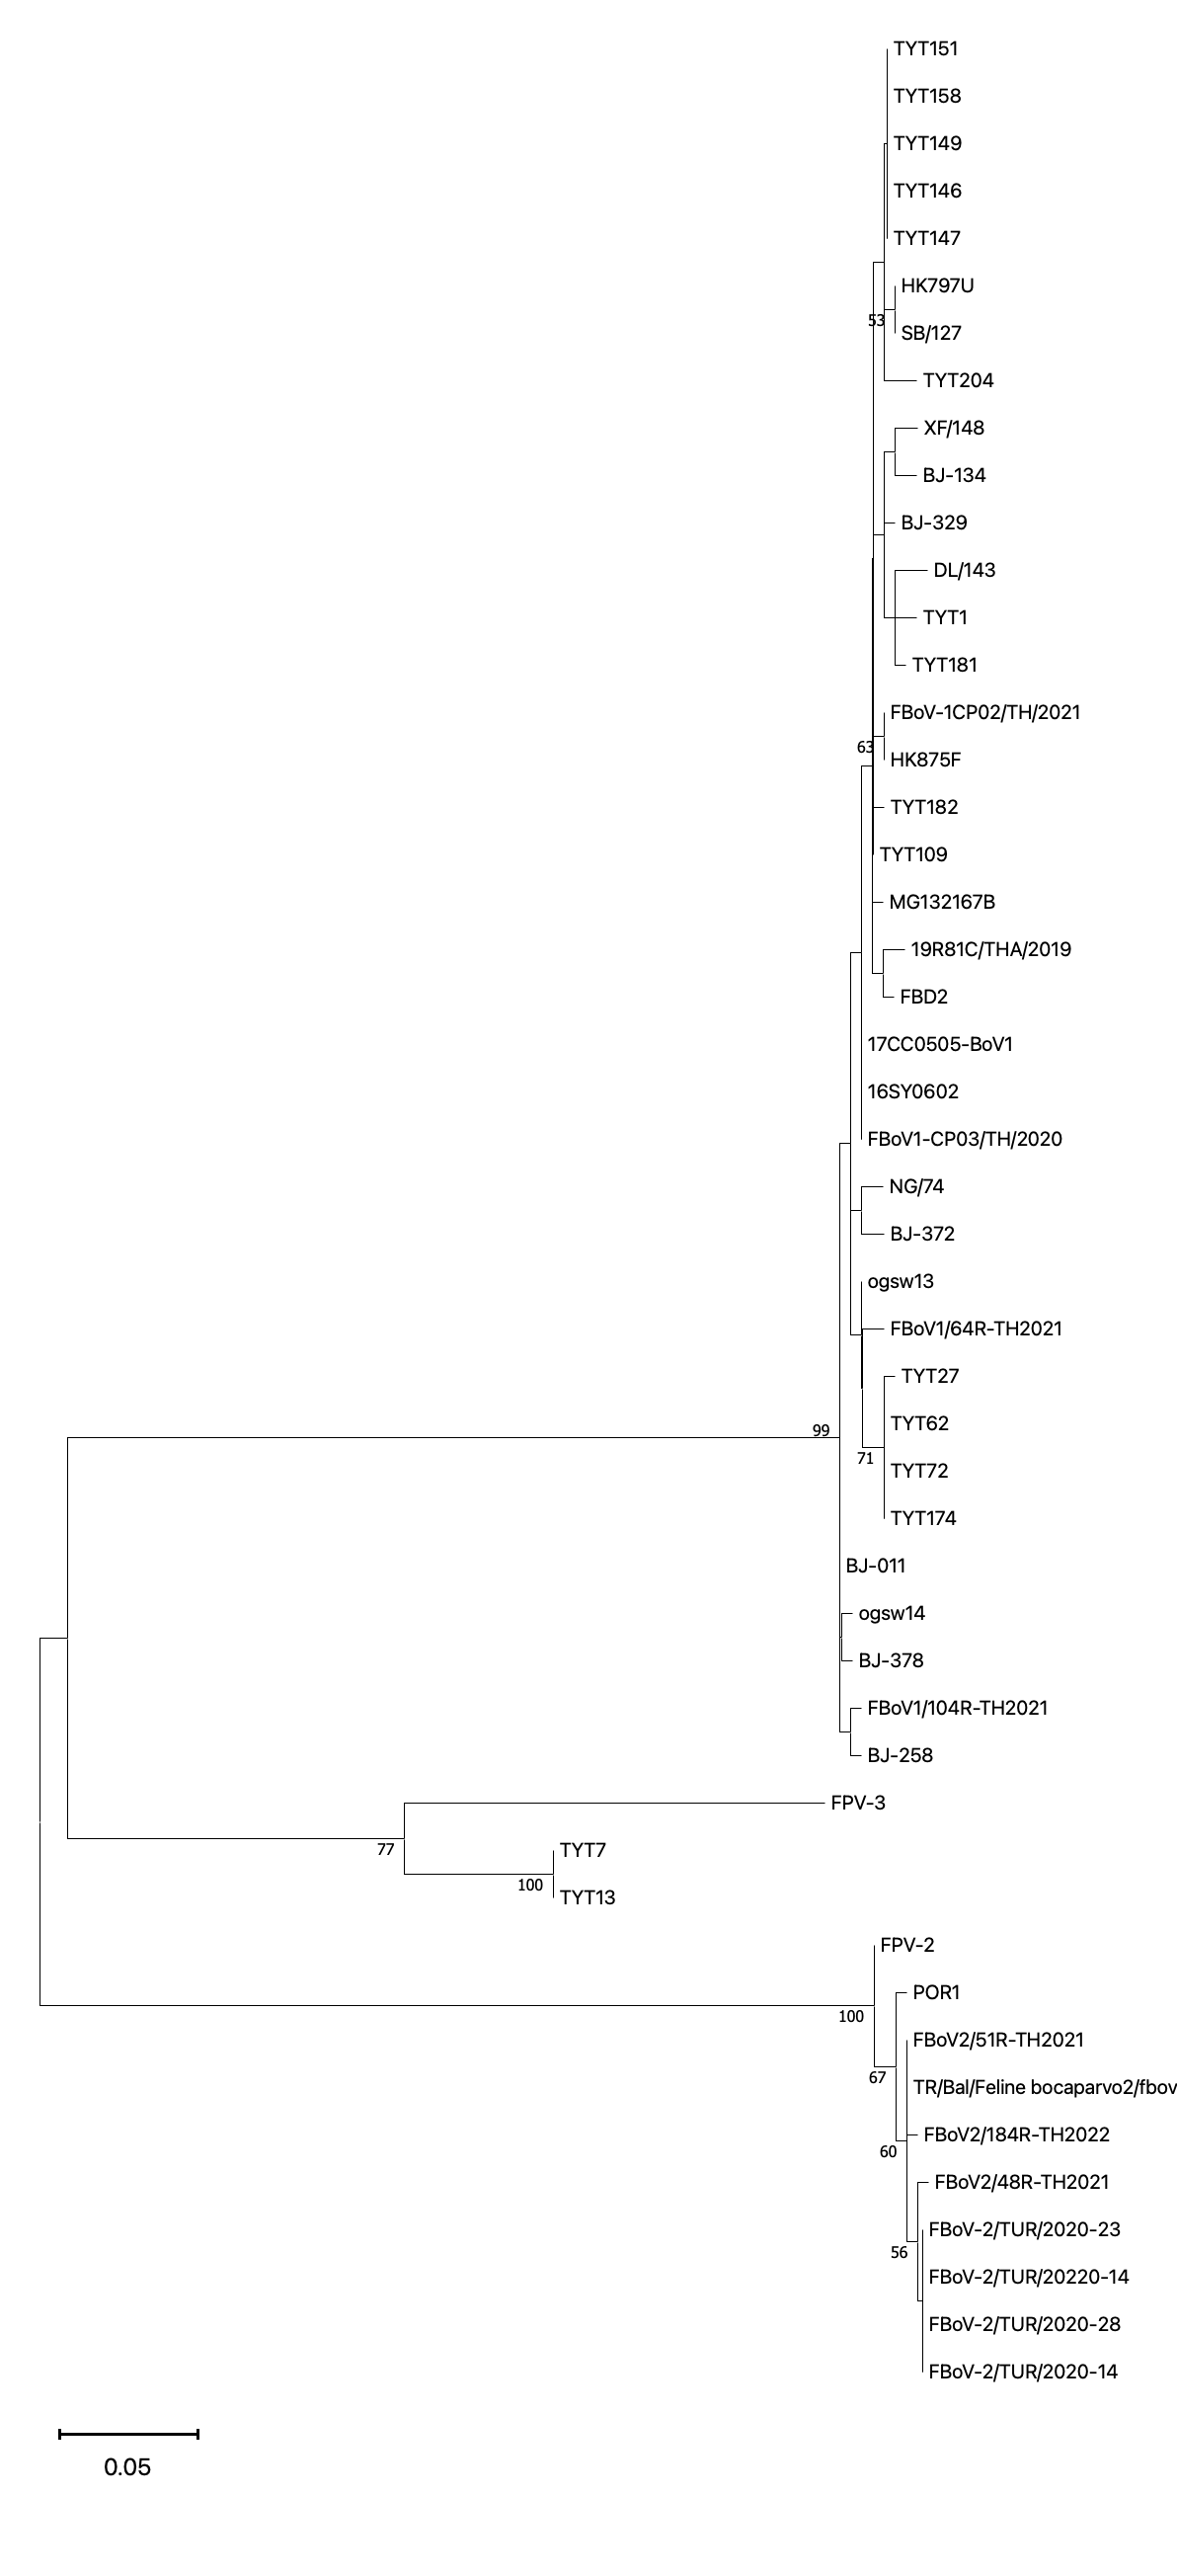 TYT151
TYT158
TYT149
TYT146
TYT147
HK797U
53
SB/127
TYT204
XF/148
BJ-134
BJ-329
DL/143
TYT1
TYT181
FBoV-1CP02/TH/2021
63
HK875F
TYT182
TYT109
MG132167B
19R81C/THA/2019
FBD2
17CC0505-BoV1
16SY0602
FBoV1-CP03/TH/2020
NG/74
BJ-372
ogsw13
FBoV1/64R-TH2021
TYT27
TYT62
99
71
TYT72
TYT174
BJ-011
ogsw14
BJ-378
FBoV1/104R-TH2021
BJ-258
FPV-3
77
TYT7
100
TYT13
FPV-2
POR1
100
FBoV2/51R-TH2021
67
TR/Bal/Feline bocaparvo2/fbov
FBoV2/184R-TH2022
60
FBoV2/48R-TH2021
FBoV-2/TUR/2020-23
56
FBoV-2/TUR/20220-14
FBoV-2/TUR/2020-28
FBoV-2/TUR/2020-14
0.05